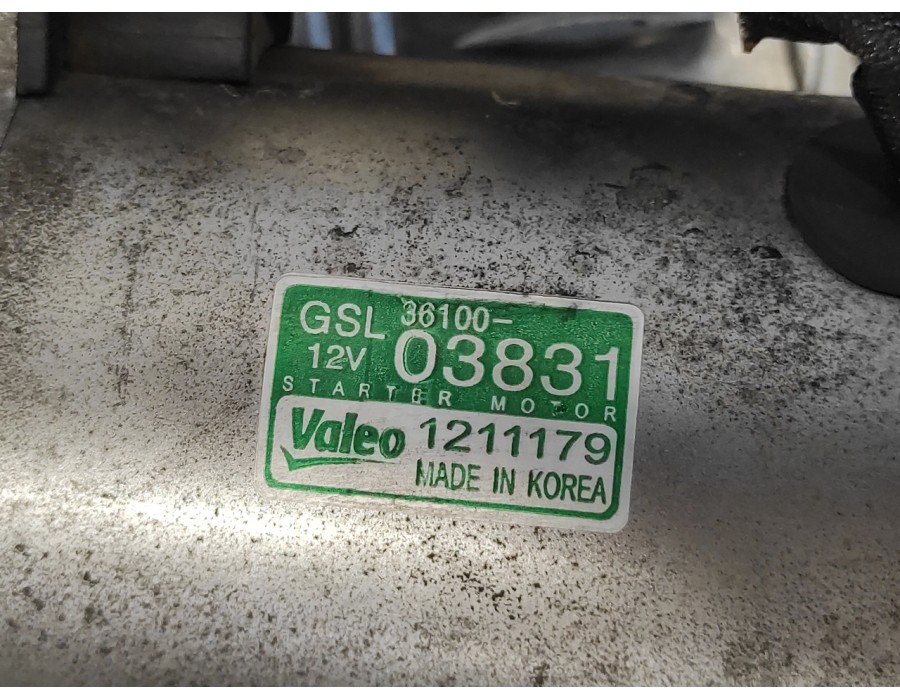 GSL 36100-
12V 03831
STARTER MOTOR
Valeo 1211179
MADE IN KOREA